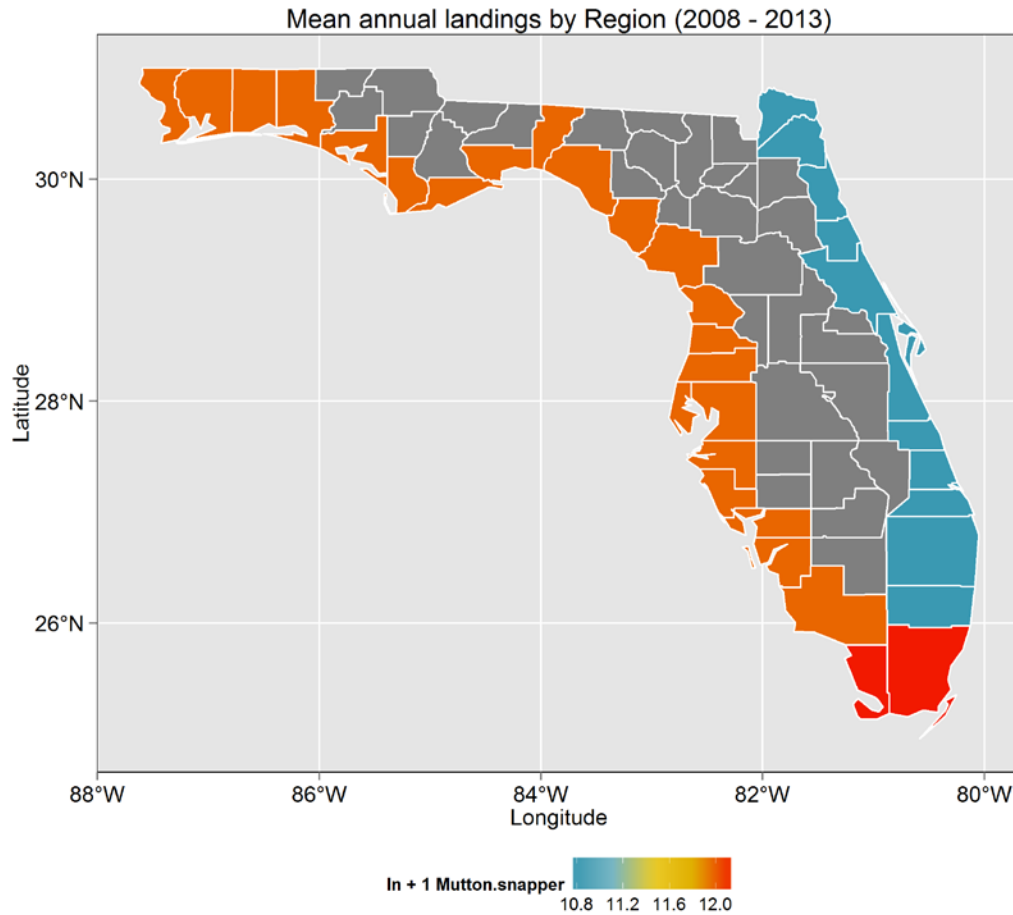 Mean annual landings by Region (2008 - 2013)
30°N
28°N
26°N
Latitude
88°W 86°W 84°W 82°W 80°W
Longitude
ln + 1 Mutton.snapper
10.8 11.2 11.6 12.0